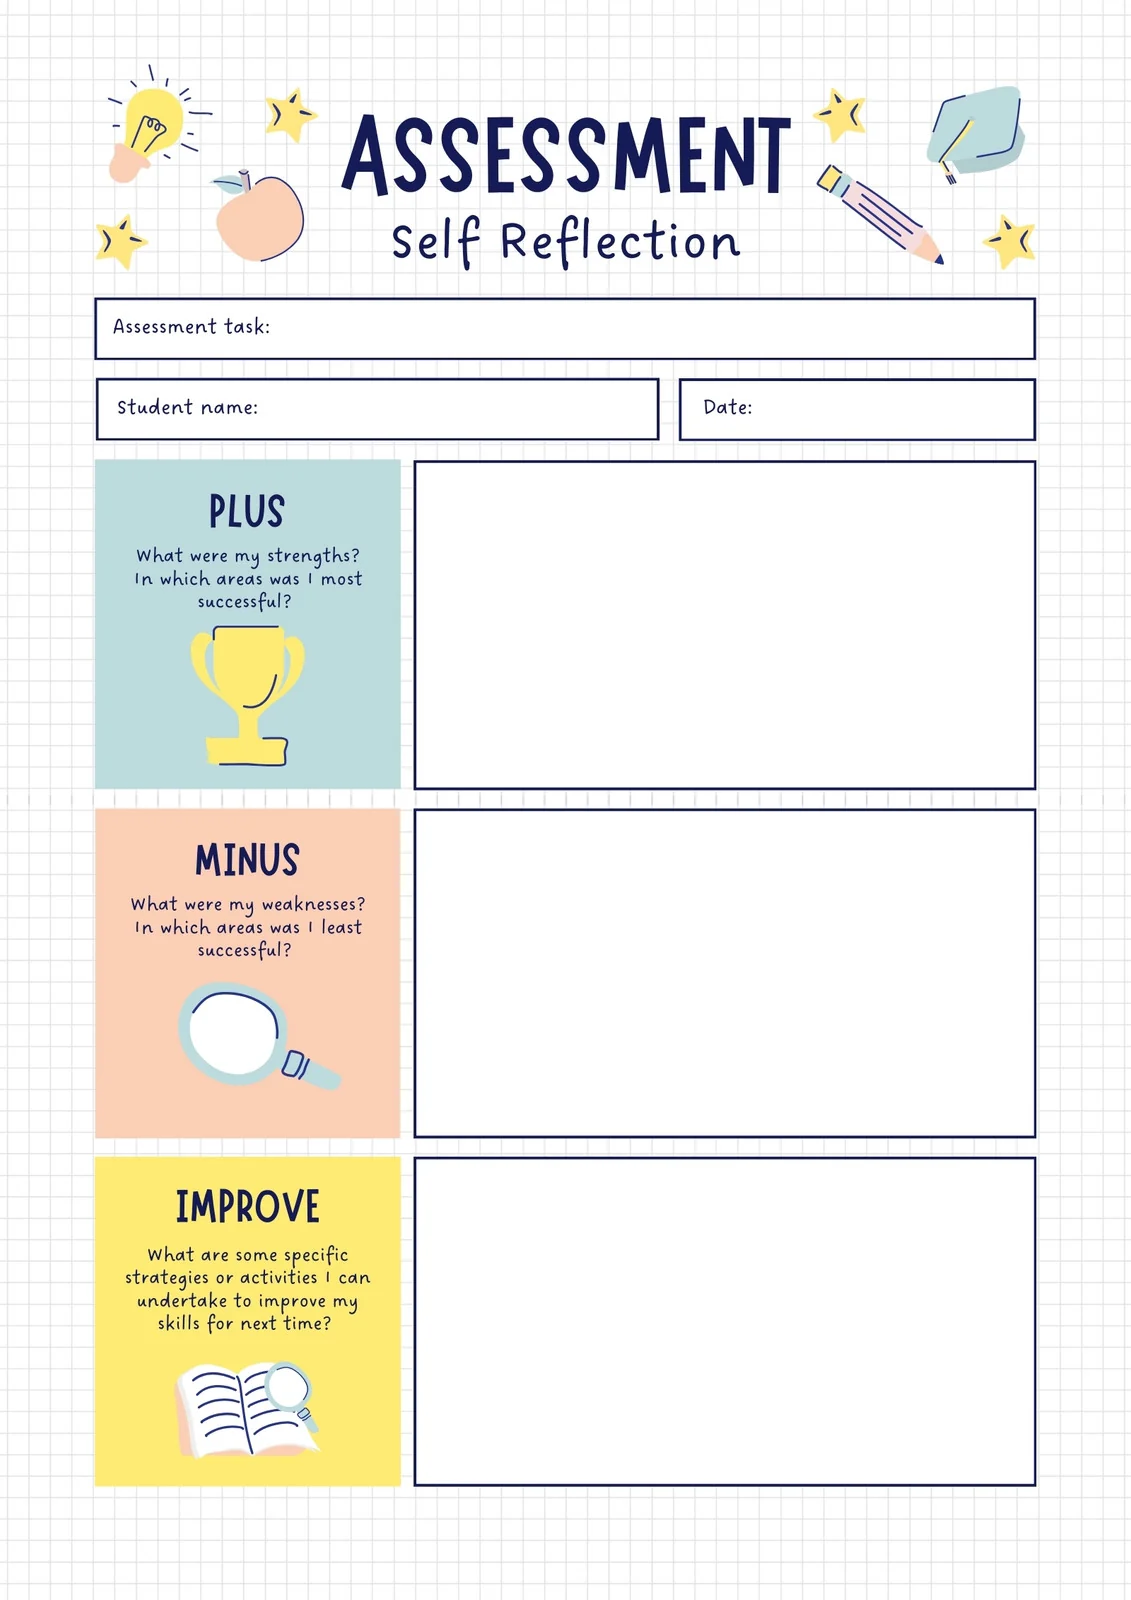 ASSESSMENT
Self Reflection
Assessment task:
Student name:
Date:
PLUS
What were my strengths?
In which areas was I most
successful?
MINUS
What were my weaknesses?
In which areas was I least
successful?
IMPROVE
What are some specific
strategies or activities I can
undertake to improve my
skills for next time?